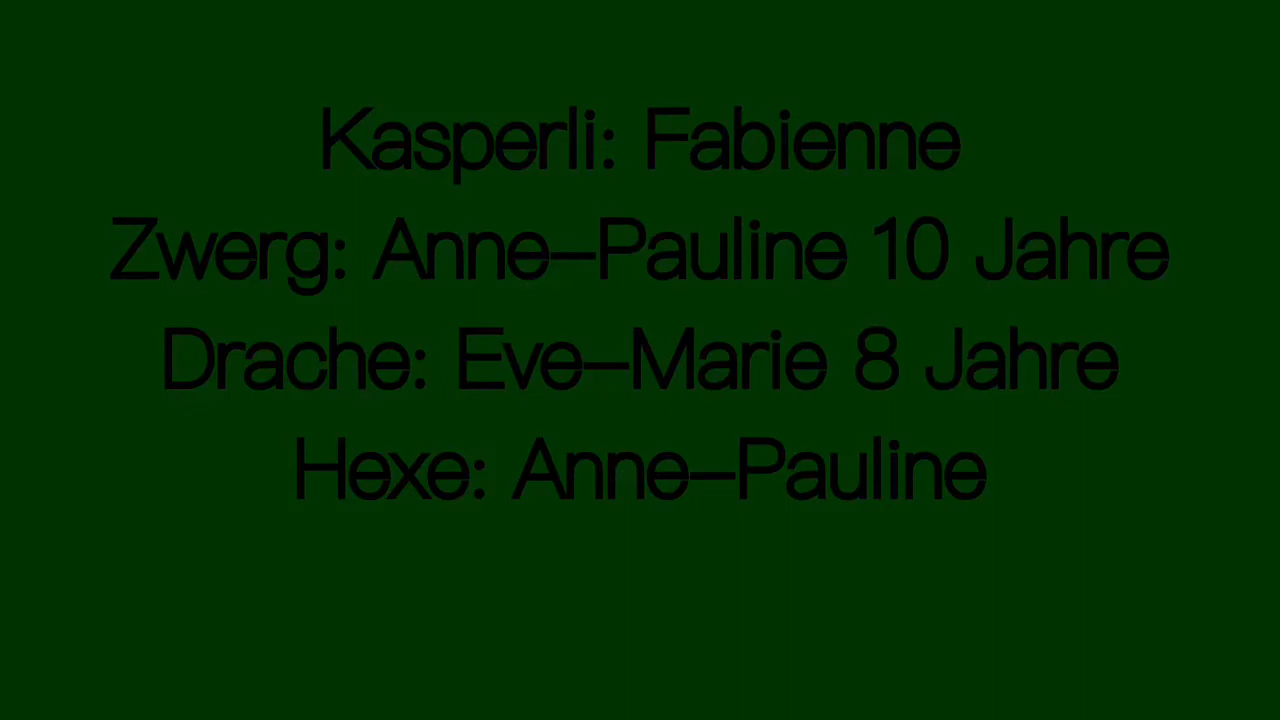 Kasperli: Fabienne
Zwerg: Anne-Pauline 10 Jahre
Drache: Eve-Marie 8 Jahre
Hexe: Anne-Pauline